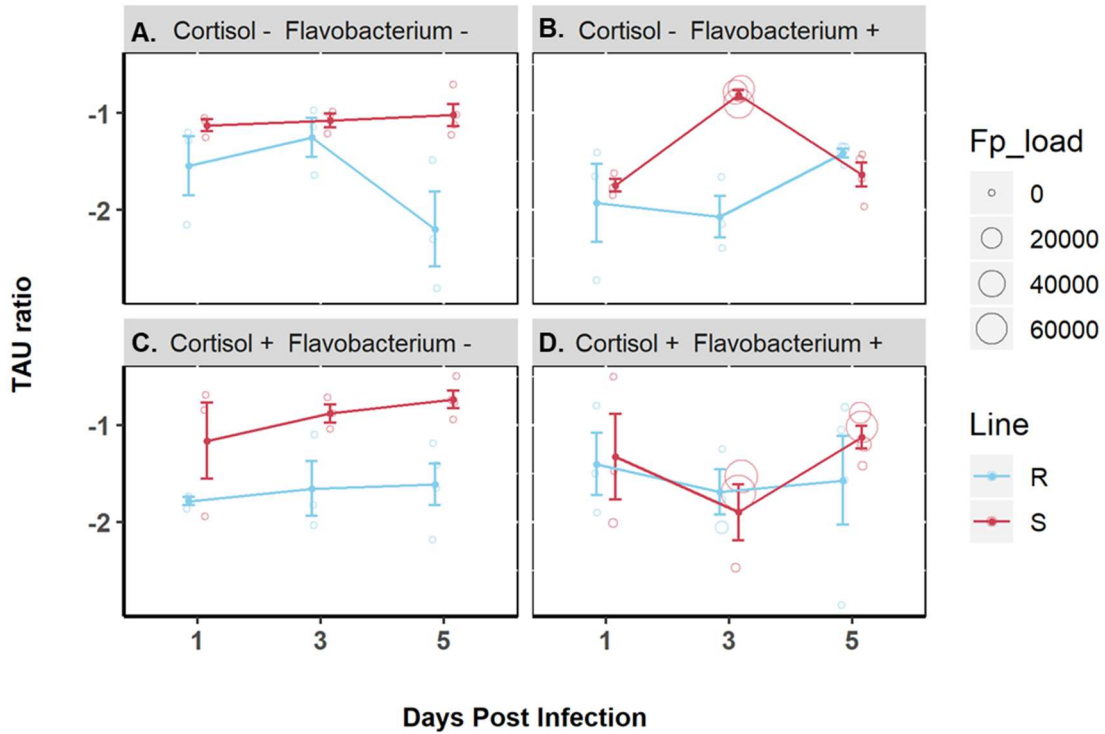 A. Cortisol - Flavobacterium -
B. Cortisol - Flavobacterium +
-1
-2
C. Cortisol + Flavobacterium -
D. Cortisol + Flavobacterium +
-1
-2
1 3 5
1 3 5
TAU ratio
Days Post Infection
Fp_load
0
20000
40000
60000
Line
R
S